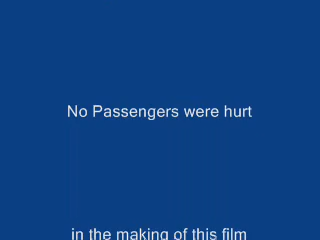 No Passengers were hurt
in the making of this film